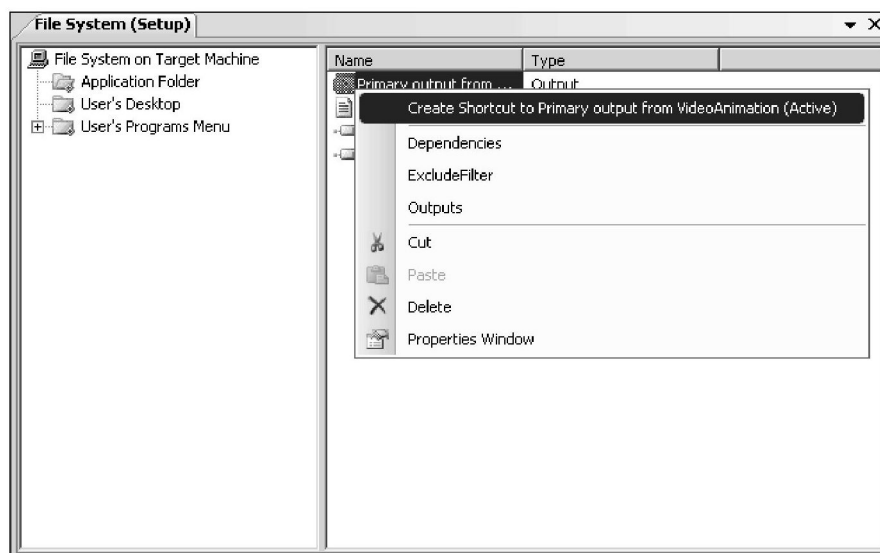 File System (Setup)
File System on Target Machine
Application Folder
User's Desktop
User's Programs Menu
Name Type
Primary output from ... Output
Create Shortcut to Primary output from VideoAnimation (Active)
Dependencies
ExcludeFilter
Outputs
Cut
Paste
Delete
Properties Window